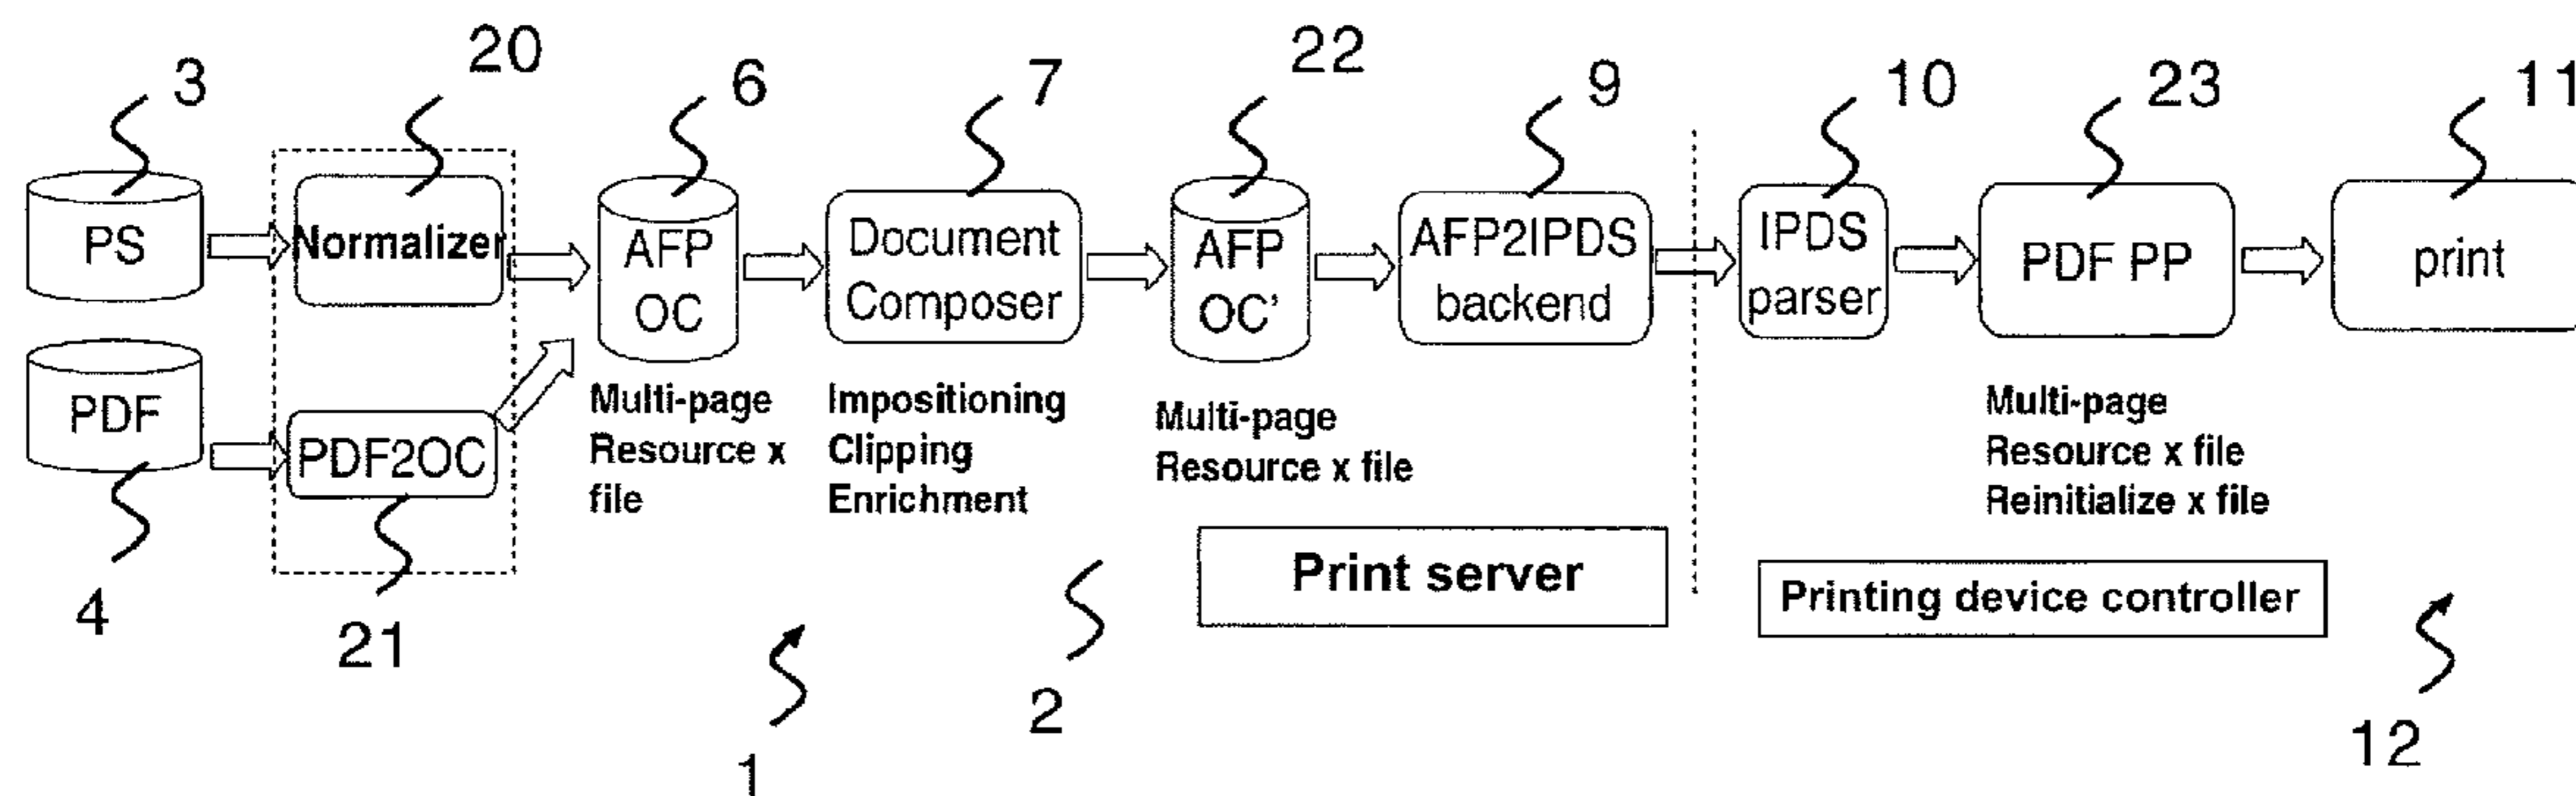 3
20
6
7
22
9
10
23
11
PS
Normalizer
AFP
OC
Document
Composer
AFP
OC'
AFP2IPDS
backend
IPDS
parser
PDF PP
print
PDF
PDF2OC
Multi-page
Resource x
file
Impositioning
Clipping
Enrichment
Multi-page
Resource x file
Multi-page
Resource x file
Reinitialize x file
Print server
Printing device controller
4
21
1
2
12